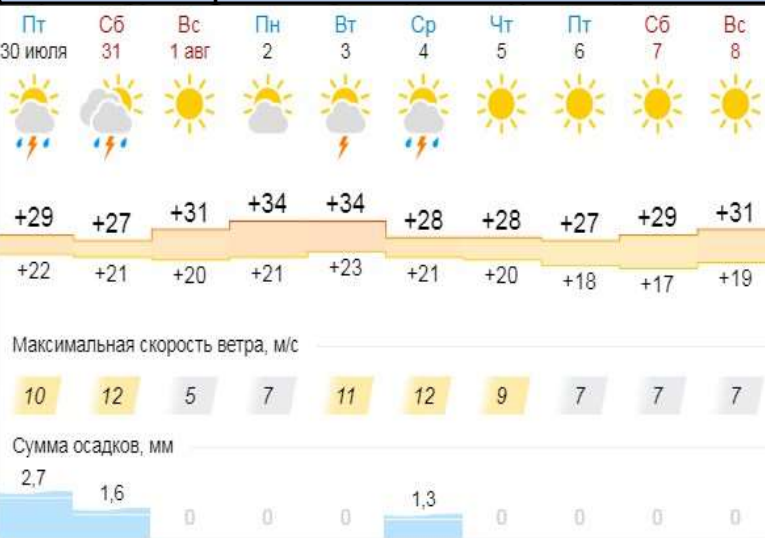 Пт Сб Вс Пн Вт Ср Чт Пт Сб Вс
30 июля 31 1 авг 2 3 4 5 6 7 8
+29 +27 +31 +34 +34 +28 +28 +27 +29 +31
+22 +21 +20 +21 +23 +21 +20 +18 +17 +19
Максимальная скорость ветра, м/с
10 12 5 7 11 12 9 7 7 7
Сумма осадков, мм
2,7 1,6 0 0 0 1,3 0 0 0 0